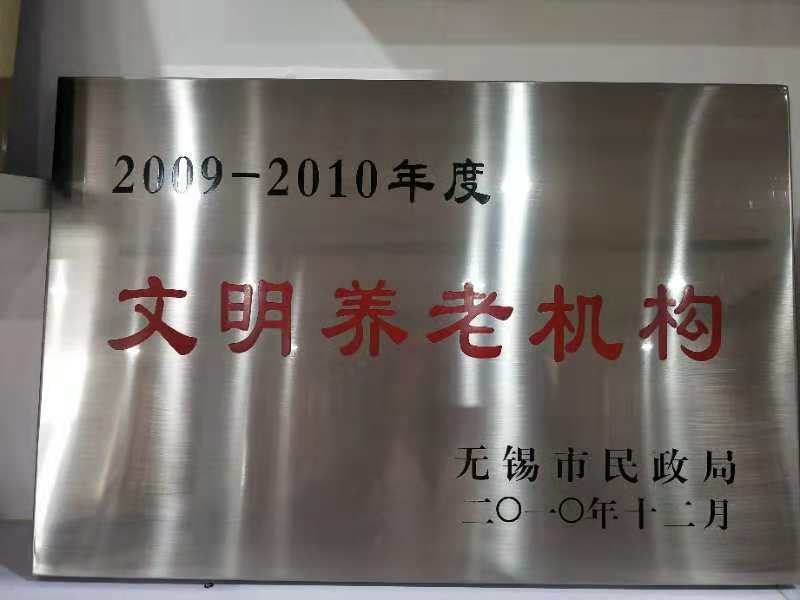 2009-2010年度
文明养老机构
无锡市民政局
二〇一〇年十二月